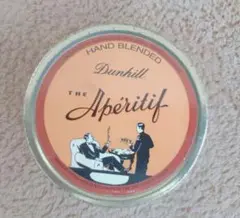 HAND BLENDED
Dunhill
THE
Apéritif